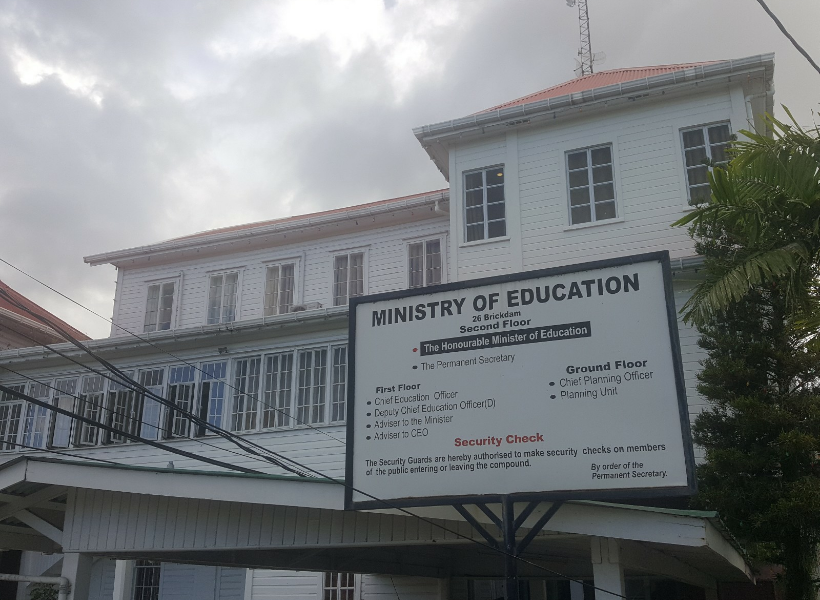 MINISTRY OF EDUCATION
26 Brickdam
Second Floor
• The Honourable Minister of Education
• The Permanent Secretary
First Floor
• Chief Education Officer
• Deputy Chief Education Officer(D)
• Adviser to the Minister
• Adviser to CEO
Ground Floor
• Chief Planning Officer
• Planning Unit
Security Check
The Security Guards are hereby authorised to make security checks on members
of the public entering or leaving the compound.
By order of the
Permanent Secretary.